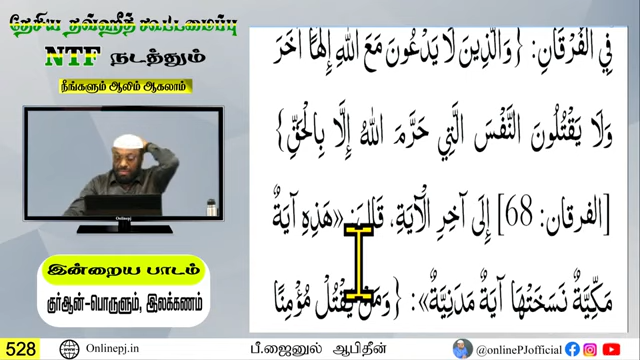 தேசிய தவ்ஹீத் கூட்டமைப்பு
NTF நடத்தும்
நீங்களும் ஆலிம் ஆகலாம்
Onlinepj
இன்றைய பாடம்
குர்ஆன்-பொருளும், இலக்கணம்
فِي الْفُرْقَانِ: {وَالَّذِينَ لَا يَدْعُونَ مَعَ اللَّهِ إِلَهًا آخَرَ
وَلَا يَقْتُلُونَ النَّفْسَ الَّتِي حَرَّمَ اللَّهُ إِلَّا بِالْحَقِّ}
[الفرقان: 68] إِلَى آخِرِ الْآيَةِ، قَالَ: «هَذِهِ آيَةٌ
مَكِّيَّةٌ نَسَخَتْهَا آيَةٌ مَدَنِيَّةٌ»: {وَمَنْ يَقْتُلْ مُؤْمِنًا
528 Onlinepj.in பீ.ஜைனுல் ஆபிதீன் @onlinePJofficial